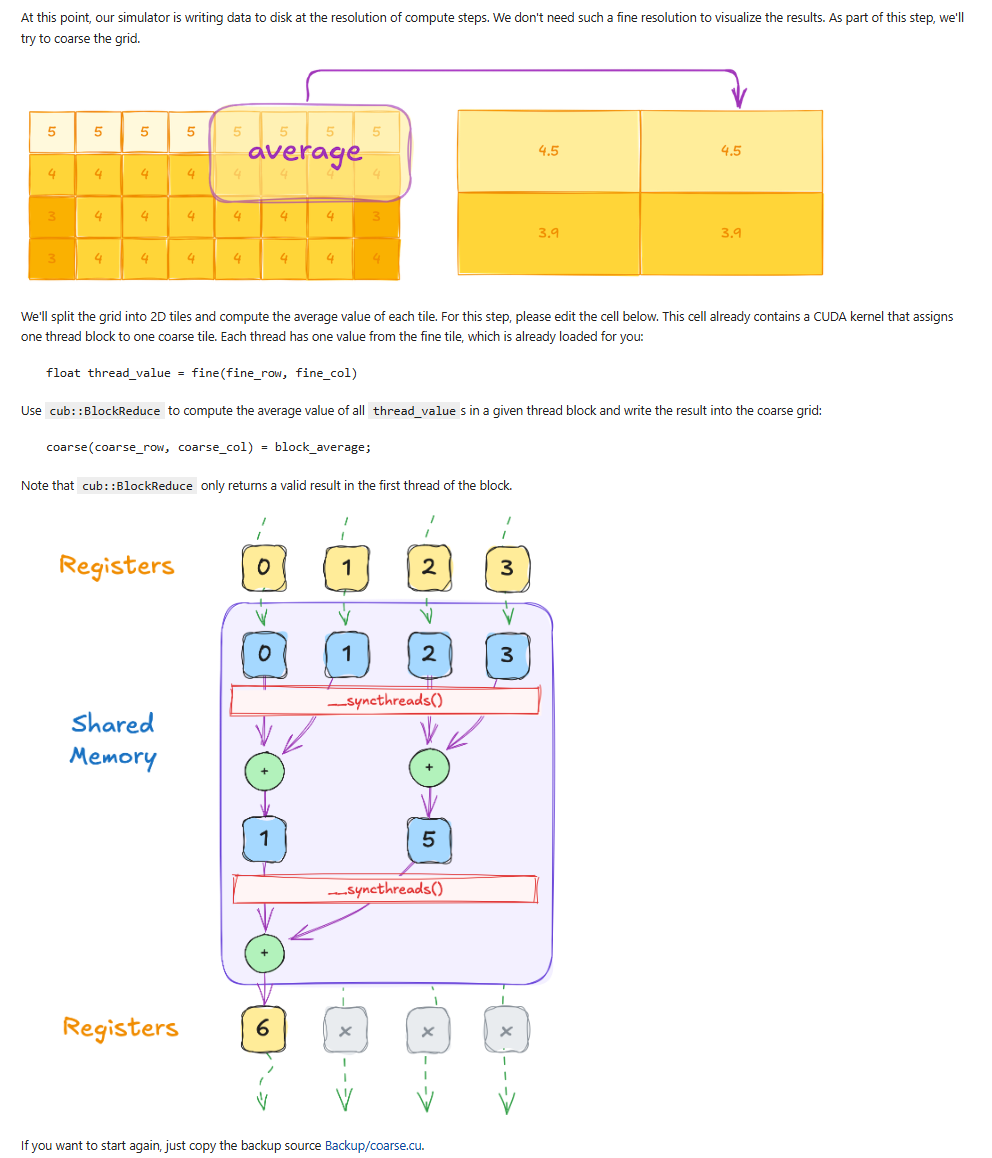 At this point, our simulator is writing data to disk at the resolution of compute steps. We don't need such a fine resolution to visualize the results. As part of this step, we'll
try to coarse the grid.
5 5 5 5 5 5 5 5
average
4 4 4 4 4 4 4 4
3 4 4 4 4 4 4 3
3 4 4 4 4 4 4 4
4.5 4.5
3.9 3.9
We'll split the grid into 2D tiles and compute the average value of each tile. For this step, please edit the cell below. This cell already contains a CUDA kernel that assigns
one thread block to one coarse tile. Each thread has one value from the fine tile, which is already loaded for you:
float thread_value = fine(fine_row, fine_col)
Use cub::BlockReduce to compute the average value of all thread_value s in a given thread block and write the result into the coarse grid:
coarse(coarse_row, coarse_col) = block_average;
Note that cub::BlockReduce only returns a valid result in the first thread of the block.
Registers 0 1 2 3
0 1 2 3
__syncthreads()
Shared
Memory
+ +
1 5
__syncthreads()
+
Registers 6 x x x
If you want to start again, just copy the backup source Backup/coarse.cu.